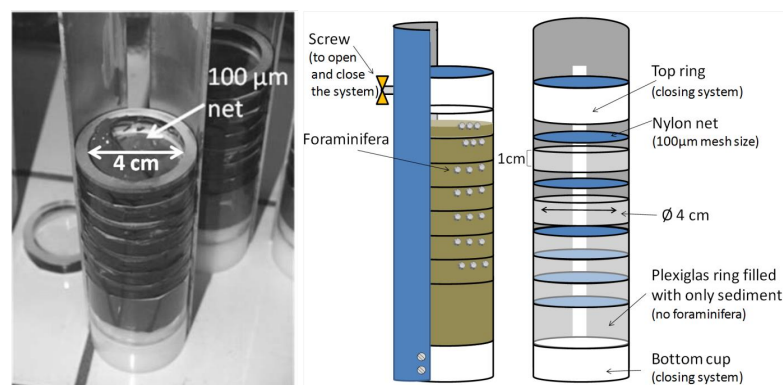 100 µm
net
4 cm
Screw
(to open
and close
the system)
Foraminifera
Top ring
(closing system)
Nylon net
(100µm mesh size)
1cm
Ø 4 cm
Plexiglas ring filled
with only sediment
(no foraminifera)
Bottom cup
(closing system)